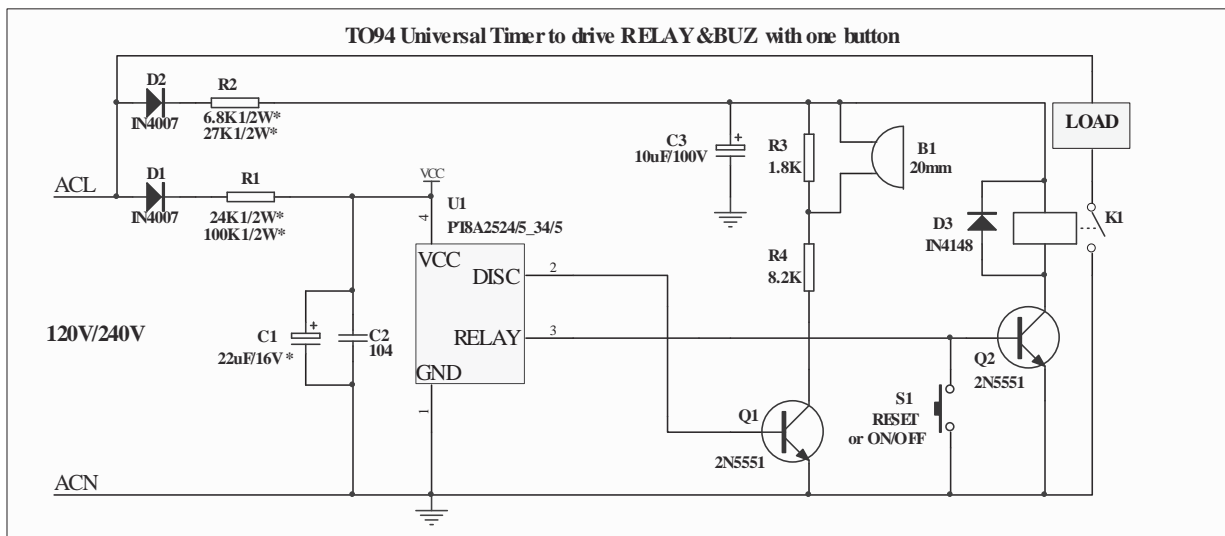 TO94 Universal Timer to drive RELAY&BUZ with one button
D2
IN4007
R2
6.8K1/2W*
27K1/2W*
ACL
D1
IN4007
R1
24K1/2W*
100K1/2W*
VCC
U1
PT8A2524/5_34/5
4
VCC
DISC
2
RELAY
3
GND
1
C3
+
10uF/100V
R3
1.8K
B1
20mm
R4
8.2K
LOAD
D3
IN4148
K1
120V/240V
C1
+
22uF/16V*
C2
104
Q1
2N5551
S1
RESET
or ON/OFF
Q2
2N5551
ACN